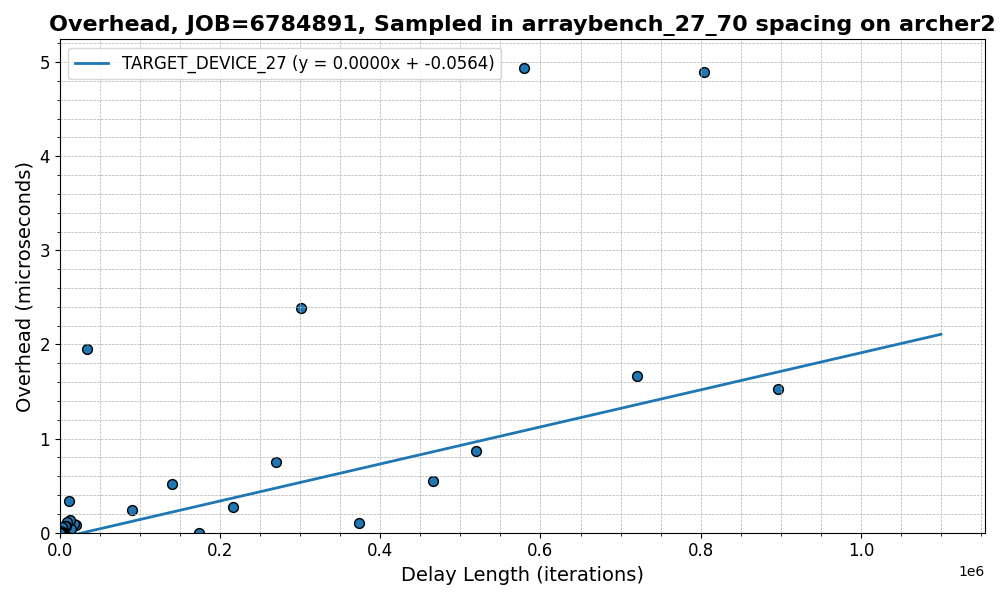 Overhead, JOB=6784891, Sampled in arraybench_27_70 spacing on archer2
TARGET_DEVICE_27 (y = 0.0000x + -0.0564)
Overhead (microseconds)
5
4
3
2
1
0
0.0 0.2 0.4 0.6 0.8 1.0
1e6
Delay Length (iterations)